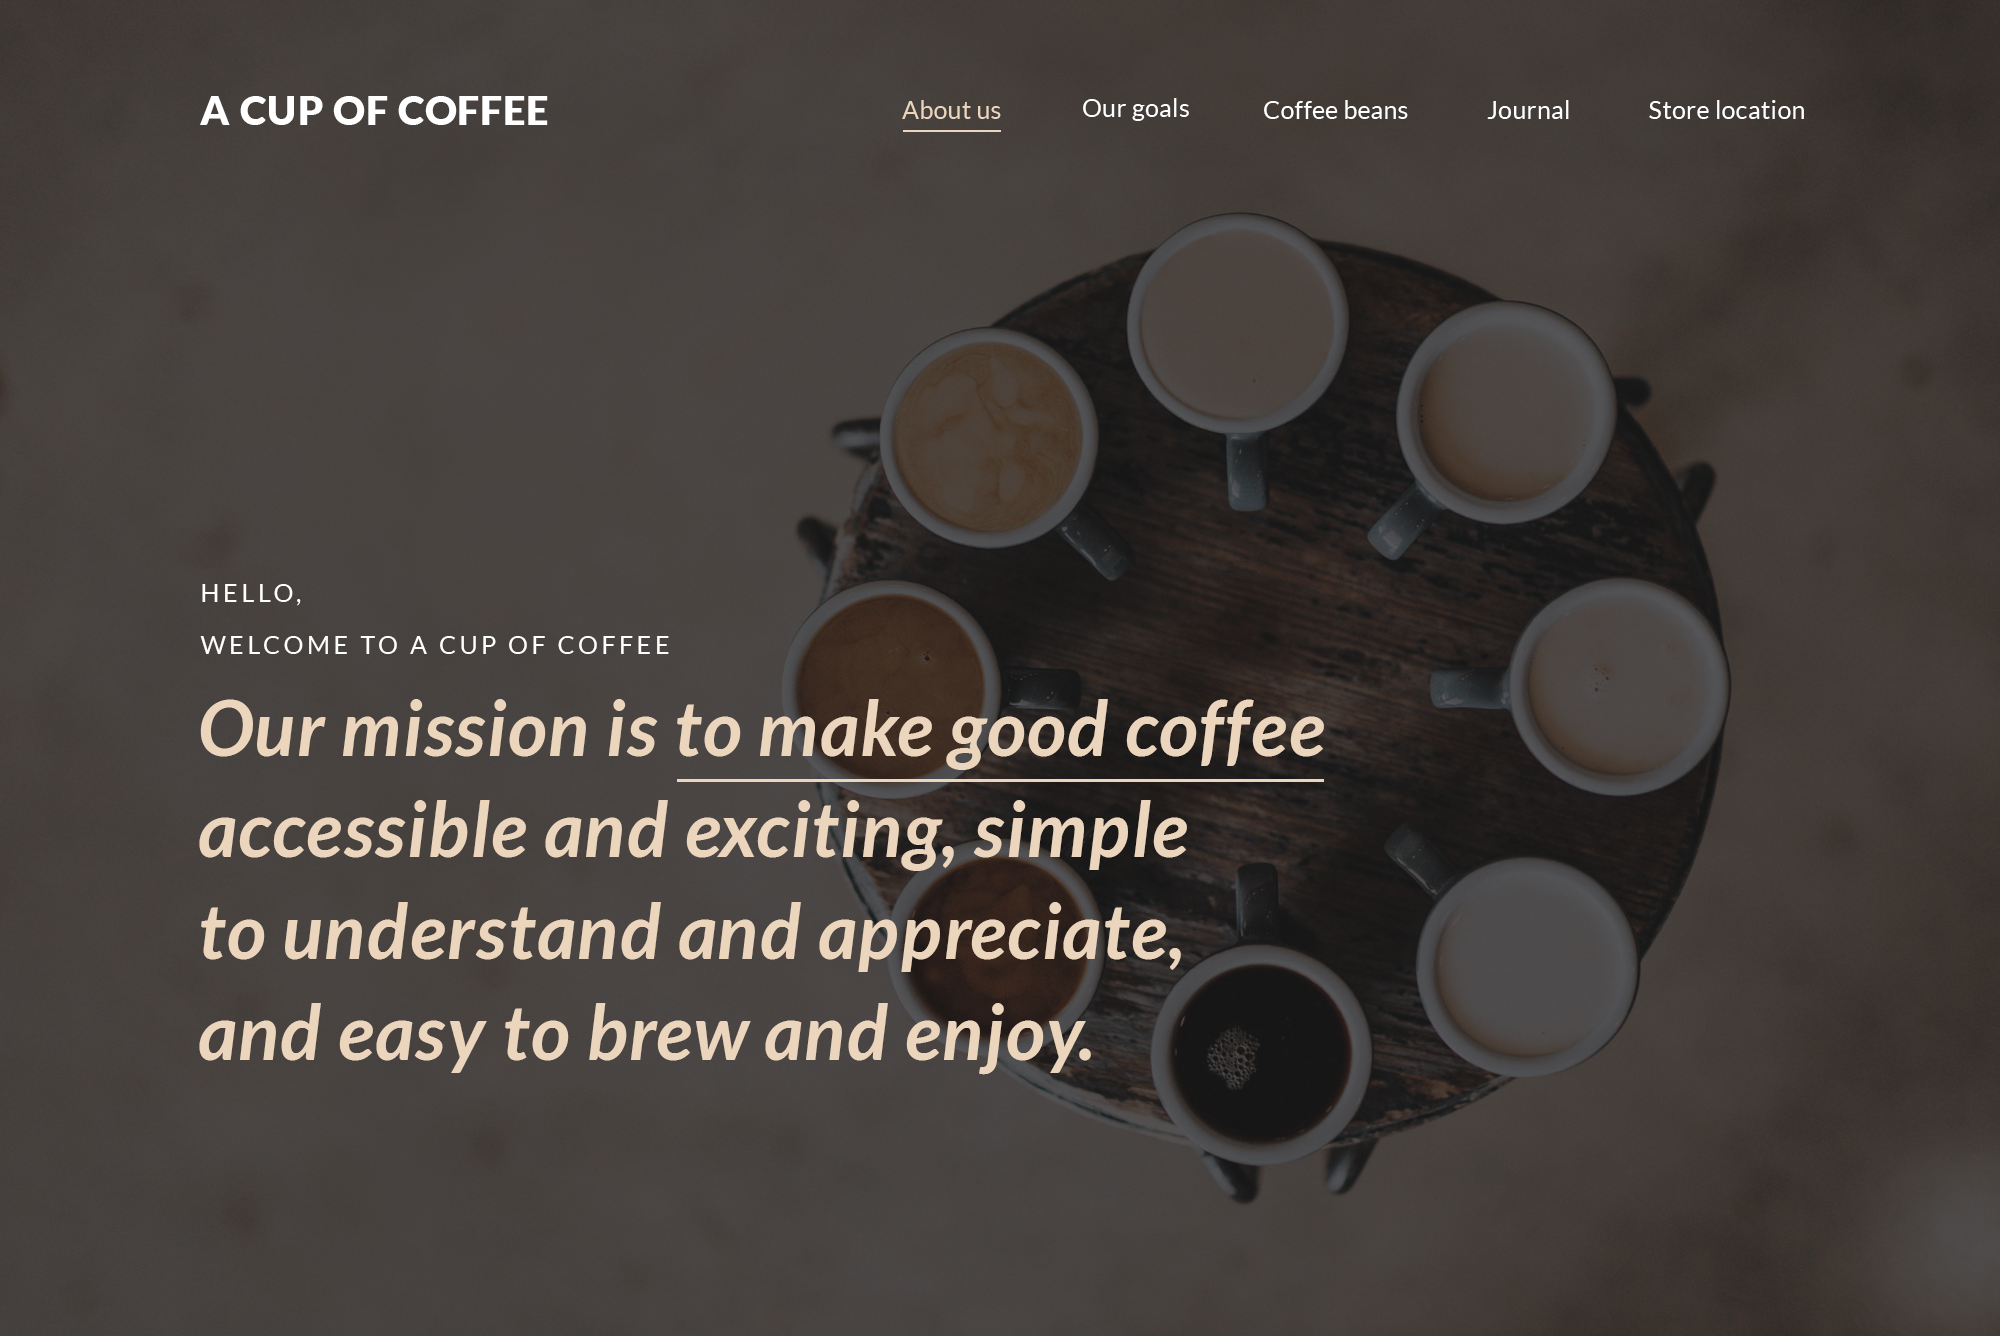 A CUP OF COFFEE
About us
Our goals
Coffee beans
Journal
Store location
HELLO,
WELCOME TO A CUP OF COFFEE
Our mission is to make good coffee
accessible and exciting, simple
to understand and appreciate,
and easy to brew and enjoy.